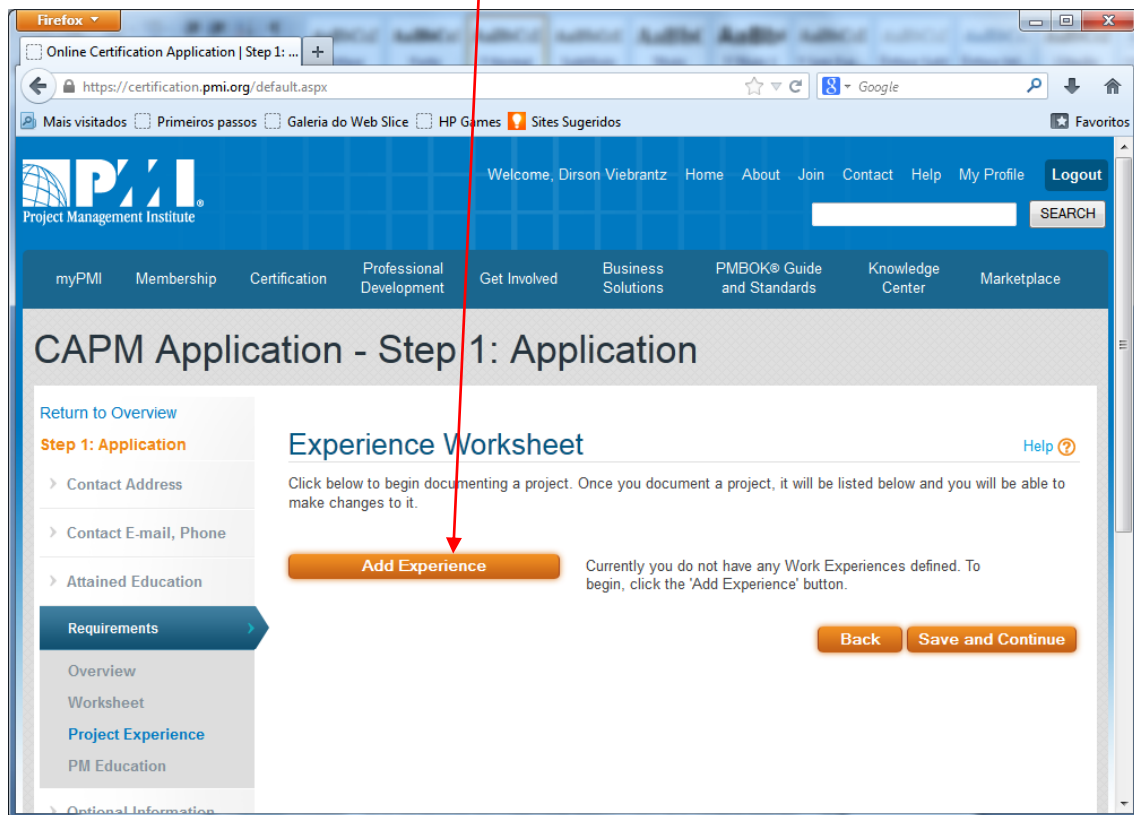 Firefox
Online Certification Application | Step 1: ...
https://certification.pmi.org/default.aspx
Google
Mais visitados Primeiros passos Galeria do Web Slice HP Games Sites Sugeridos Favoritos
PMI
Project Management Institute
Welcome, Dirson Viebrantz Home About Join Contact Help My Profile Logout
SEARCH
myPMI Membership Certification Professional Development Get Involved Business Solutions PMBOK® Guide and Standards Knowledge Center Marketplace
CAPM Application - Step 1: Application
Return to Overview
Step 1: Application
Contact Address
Contact E-mail, Phone
Attained Education
Requirements
Overview
Worksheet
Project Experience
PM Education
Optional Information
Experience Worksheet
Help
Click below to begin documenting a project. Once you document a project, it will be listed below and you will be able to
make changes to it.
Add Experience
Currently you do not have any Work Experiences defined. To
begin, click the 'Add Experience' button.
Back Save and Continue